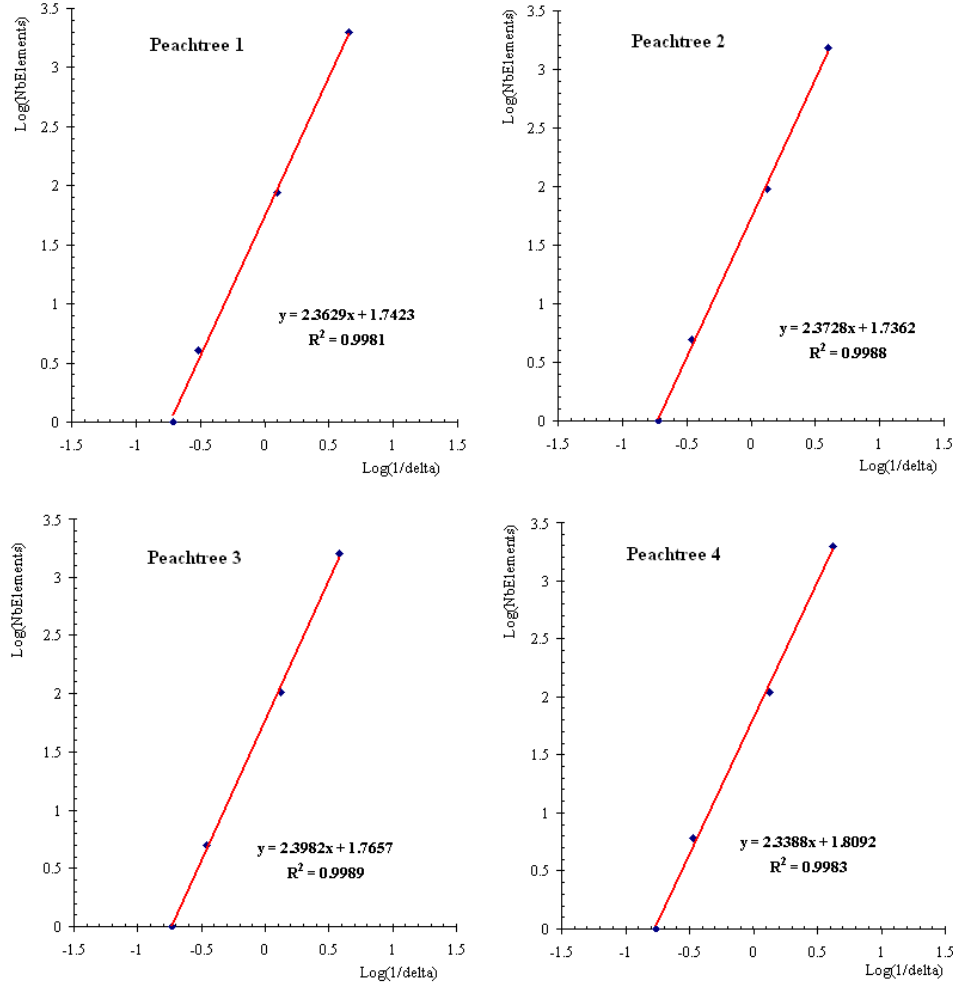 Peachtree 1
Log(NbElements)
3.5
3
2.5
2
1.5
1
0.5
0
y = 2.3629x + 1.7423
R² = 0.9981
-1.5 -1 -0.5 0 0.5 1 1.5
Log(1/delta)
Peachtree 2
Log(NbElements)
3.5
3
2.5
2
1.5
1
0.5
0
y = 2.3728x + 1.7362
R² = 0.9988
-1.5 -1 -0.5 0 0.5 1 1.5
Log(1/delta)
Peachtree 3
Log(NbElements)
3.5
3
2.5
2
1.5
1
0.5
0
y = 2.3982x + 1.7657
R² = 0.9989
-1.5 -1 -0.5 0 0.5 1 1.5
Log(1/delta)
Peachtree 4
Log(NbElements)
3.5
3
2.5
2
1.5
1
0.5
0
y = 2.3388x + 1.8092
R² = 0.9983
-1.5 -1 -0.5 0 0.5 1 1.5
Log(1/delta)